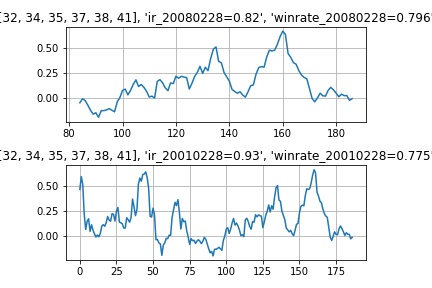 [32, 34, 35, 37, 38, 41], 'ir_20080228=0.82', 'winrate_20080228=0.796'
0.50
0.25
0.00
80 100 120 140 160 180
[32, 34, 35, 37, 38, 41], 'ir_20010228=0.93', 'winrate_20010228=0.775'
0.50
0.25
0.00
0 25 50 75 100 125 150 175